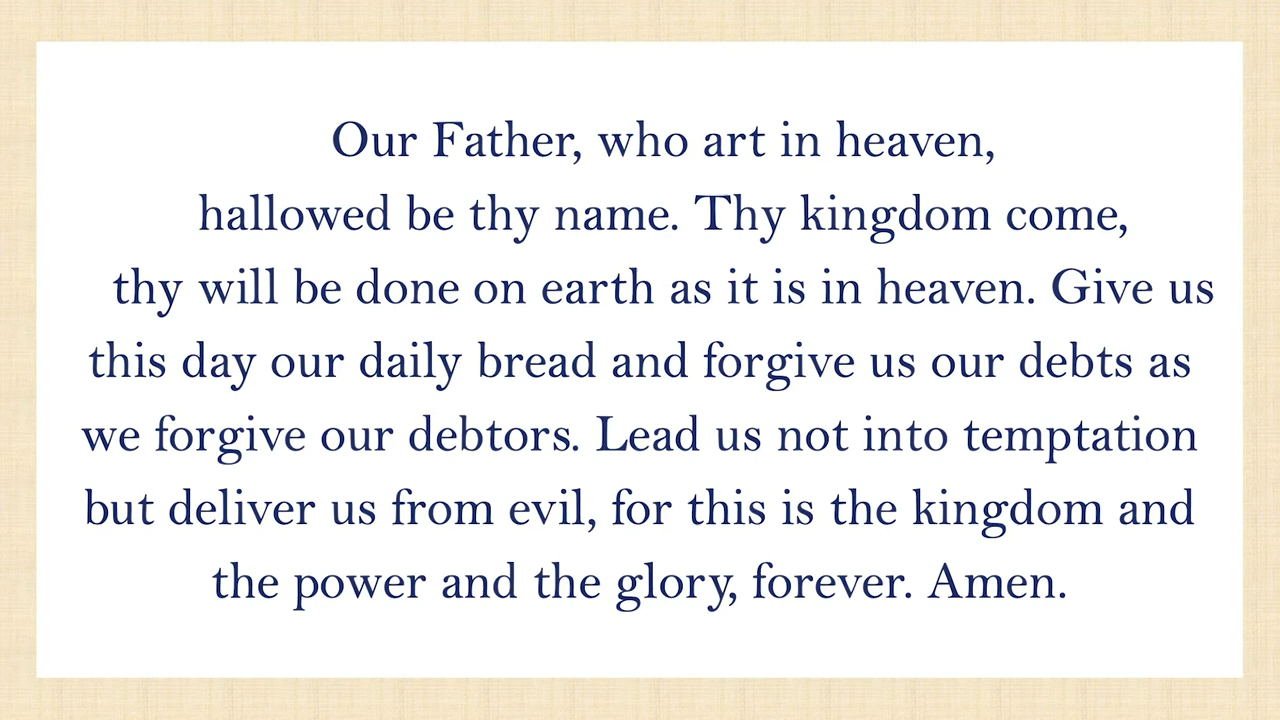 Our Father, who art in heaven,
hallowed be thy name. Thy kingdom come,
thy will be done on earth as it is in heaven. Give us
this day our daily bread and forgive us our debts as
we forgive our debtors. Lead us not into temptation
but deliver us from evil, for this is the kingdom and
the power and the glory, forever. Amen.